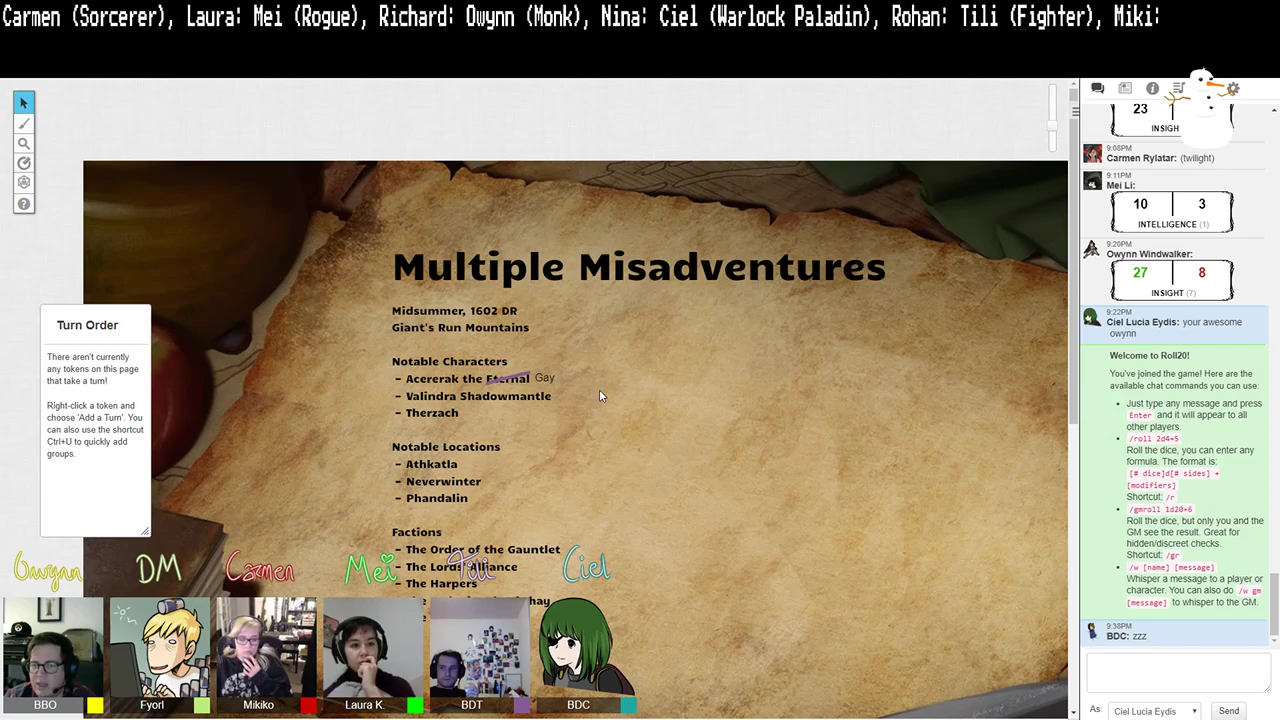 Carmen (Sorcerer), Laura: Mei (Rogue), Richard: Owynn (Monk), Nina: Ciel (Warlock Paladin), Rohan: Tili (Fighter), Miki:
Turn Order
There aren't currently
any tokens on this page
that take a turn!
Right-click a token and
choose 'Add a Turn'. You
can also use the shortcut
Ctrl+U to quickly add
groups.
Multiple Misadventures
Midsummer, 1602 DR
Giant's Run Mountains
Notable Characters
- Acererak the Eternal Gay
- Valindra Shadowmantle
- Therzach
Notable Locations
- Athkatla
- Neverwinter
- Phandalin
Factions
- The Order of the Gauntlet
- The Lords Alliance
- The Harpers
Owynn
DM
Carmen
Mei
Tili
Ciel
BBO
Fyorl
Mikiko
Laura K.
BDT
BDC
23
INSIGH
9:08PM
Carmen Rylatar: (twilight)
9:11PM
Mei Li:
10 3
INTELLIGENCE (1)
9:20PM
Owynn Windwalker:
27 8
INSIGHT (7)
9:22PM
Ciel Lucia Eydis: your awesome
owynn
Welcome to Roll20!
You've joined the game! Here are the
available chat commands you can use:
Just type any message and press
Enter and it will appear to all
other players.
/roll 2d4+5
Roll the dice, you can enter any
formula. The format is:
[# dice]d[# sides] +
[modifiers]
Shortcut: /r
/gmroll 1d20+6
Roll the dice, but only you and the
GM see the result. Great for
hidden/discreet checks.
Shortcut: /gr
/w [name] [message]
Whisper a message to a player or
character. You can also do /w gm
[message] to whisper to the GM.
9:38PM
BDC: zzz
As: Ciel Lucia Eydis Send